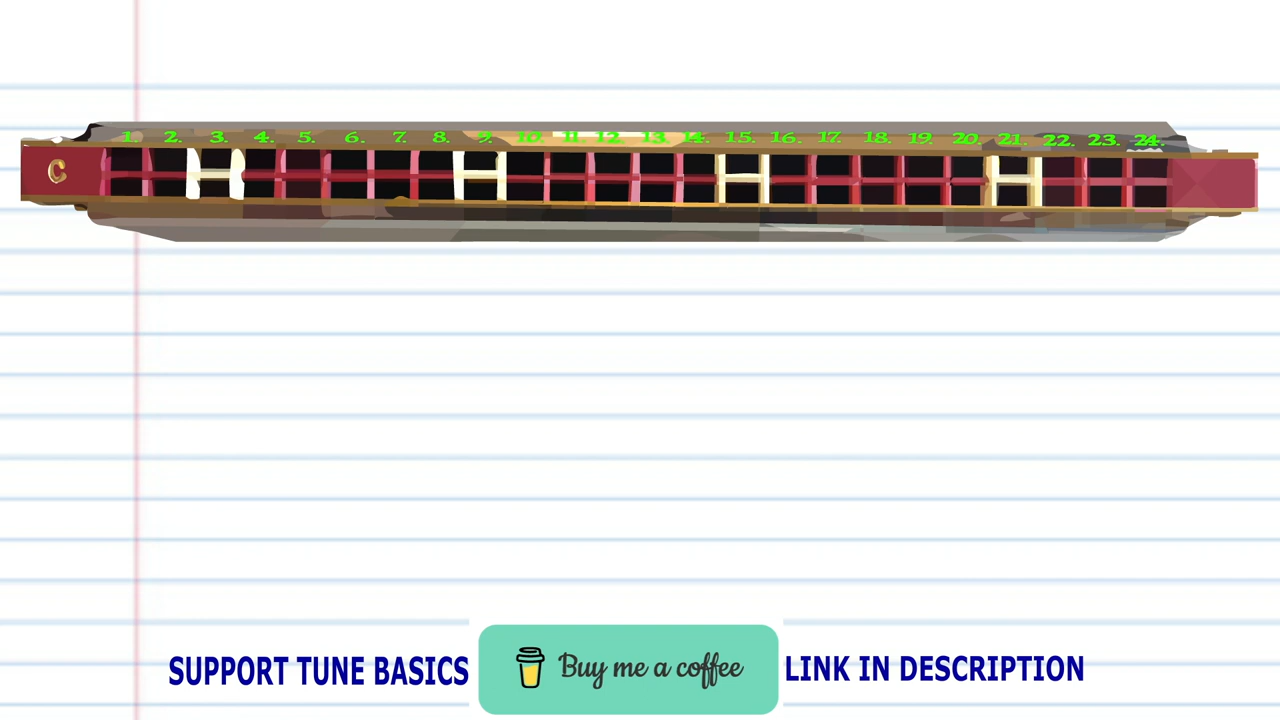 1. 2. 3. 4. 5. 6. 7. 8. 9. 10. 11. 12. 13. 14. 15. 16. 17. 18. 19. 20. 21. 22. 23. 24.
C
SUPPORT TUNE BASICS Buy me a coffee LINK IN DESCRIPTION